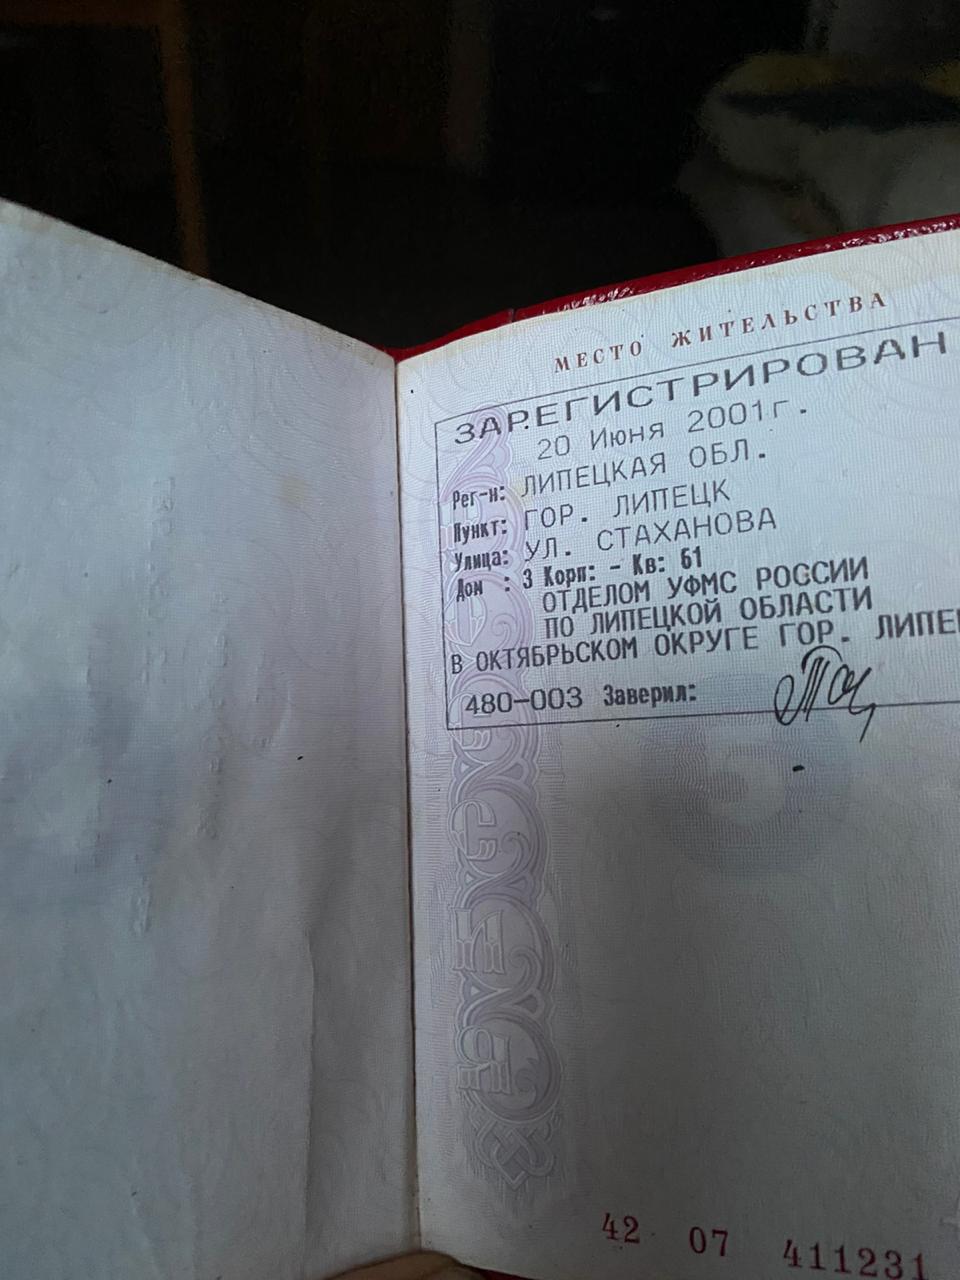 МЕСТО ЖИТЕЛЬСТВА
ЗАРЕГИСТРИРОВАН
20 Июня 2001г.
Рег-н: ЛИПЕЦКАЯ ОБЛ.
Пункт: ГОР. ЛИПЕЦК
Улица: УЛ. СТАХАНОВА
Дом : 3 Корп: - Кв: 61
ОТДЕЛОМ УФМС РОССИИ
ПО ЛИПЕЦКОЙ ОБЛАСТИ
В ОКТЯБРЬСКОМ ОКРУГЕ ГОР. ЛИПЕ
480-003 Заверил:
42 07 411231